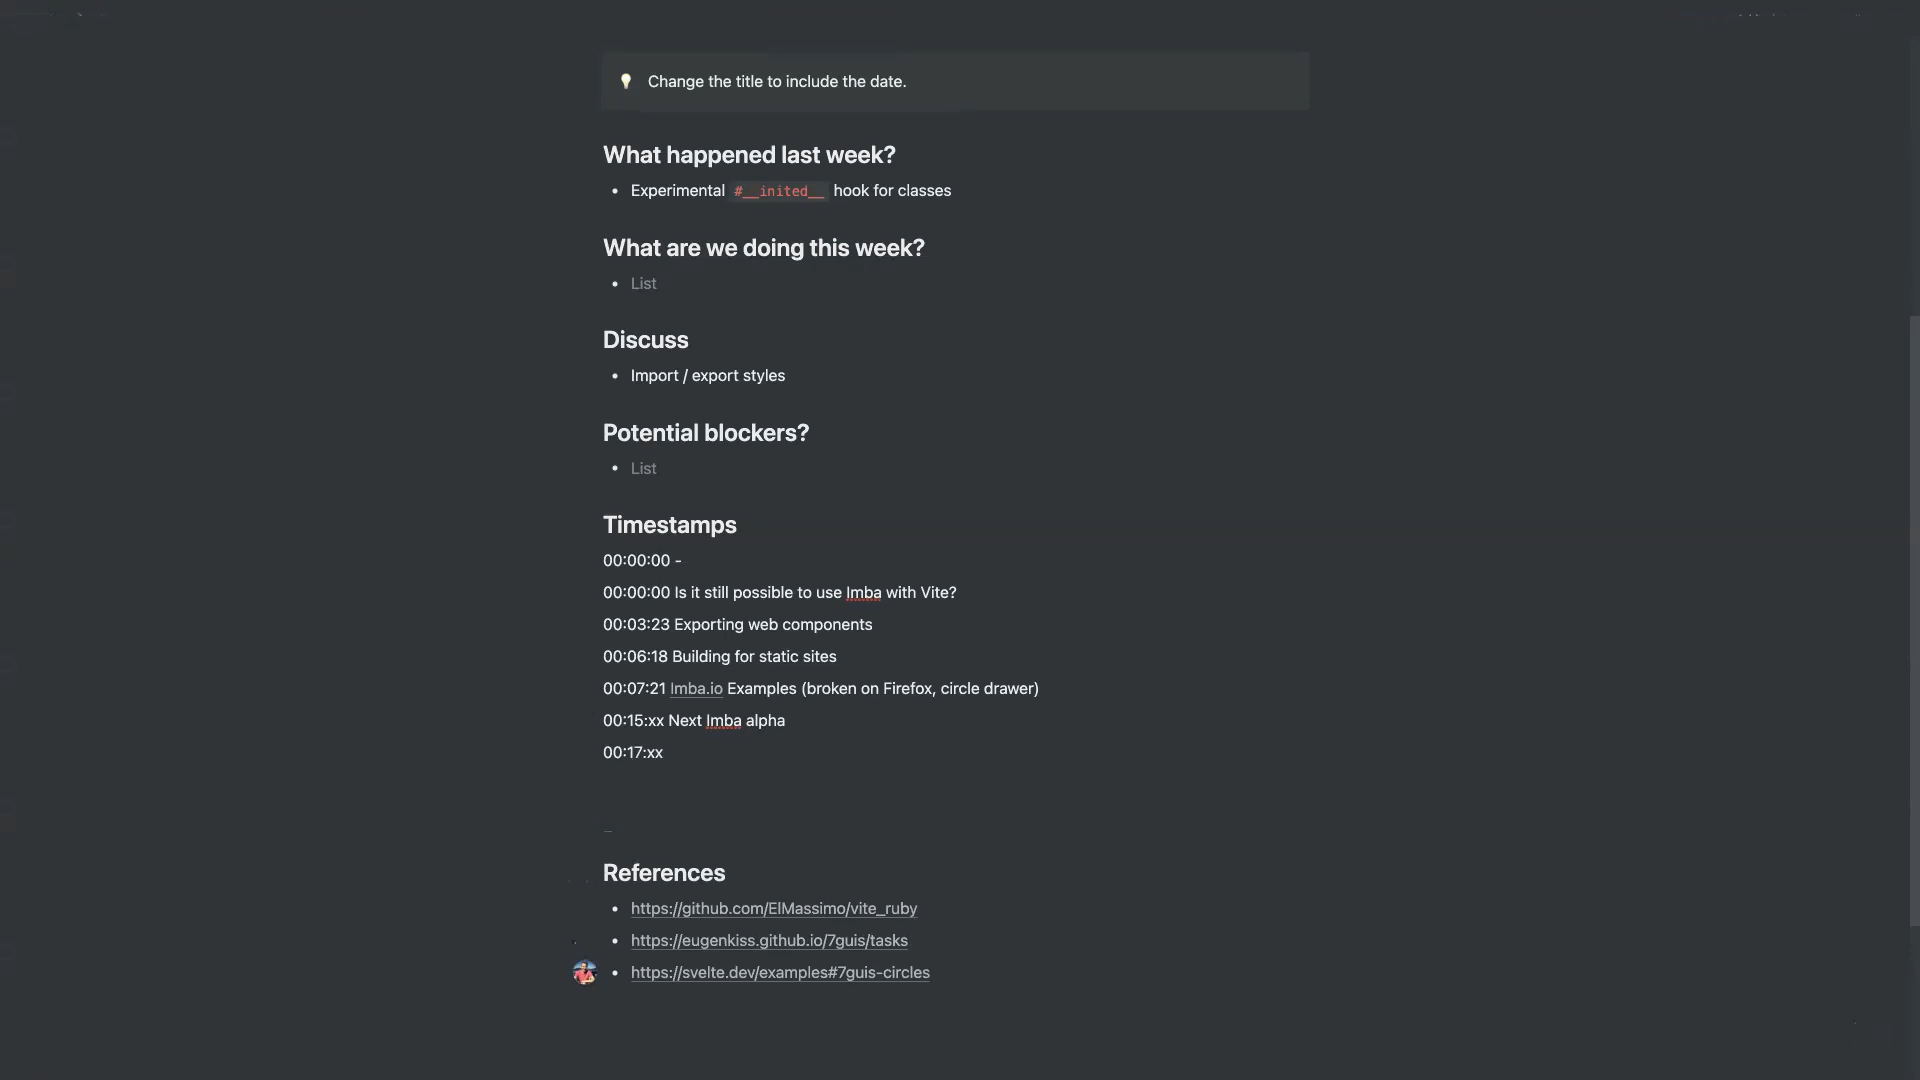 Change the title to include the date.
What happened last week?
• Experimental #__inited__ hook for classes
What are we doing this week?
• List
Discuss
• Import / export styles
Potential blockers?
• List
Timestamps
00:00:00 -
00:00:00 Is it still possible to use Imba with Vite?
00:03:23 Exporting web components
00:06:18 Building for static sites
00:07:21 Imba.io Examples (broken on Firefox, circle drawer)
00:15:xx Next Imba alpha
00:17:xx
References
• https://github.com/ElMassimo/vite_ruby
• https://eugenkiss.github.io/7guis/tasks
• https://svelte.dev/examples#7guis-circles